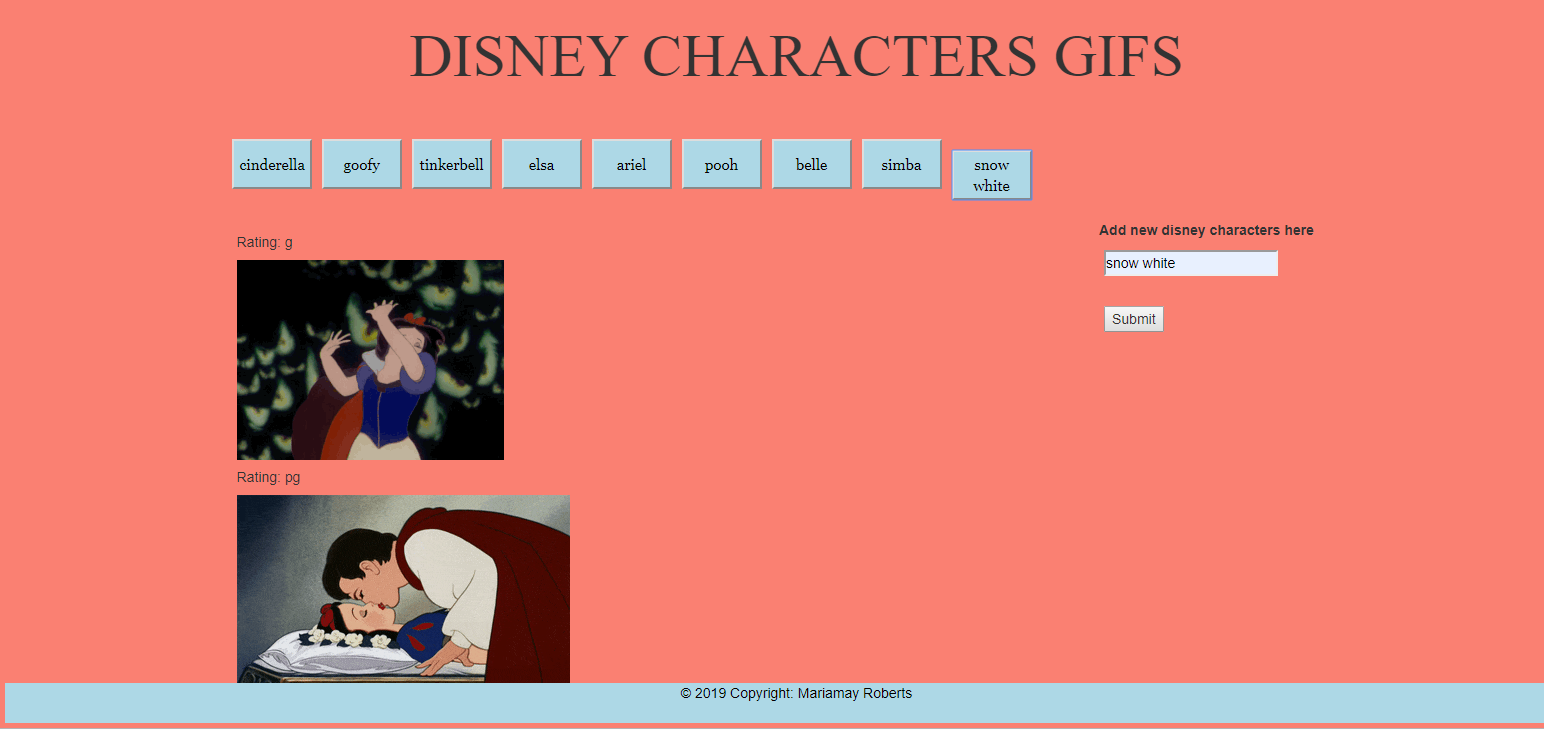 DISNEY CHARACTERS GIFS
cinderella
goofy
tinkerbell
elsa
ariel
pooh
belle
simba
snow
white
Add new disney characters here
snow white
Submit
Rating: g
Rating: pg
© 2019 Copyright: Mariamay Roberts